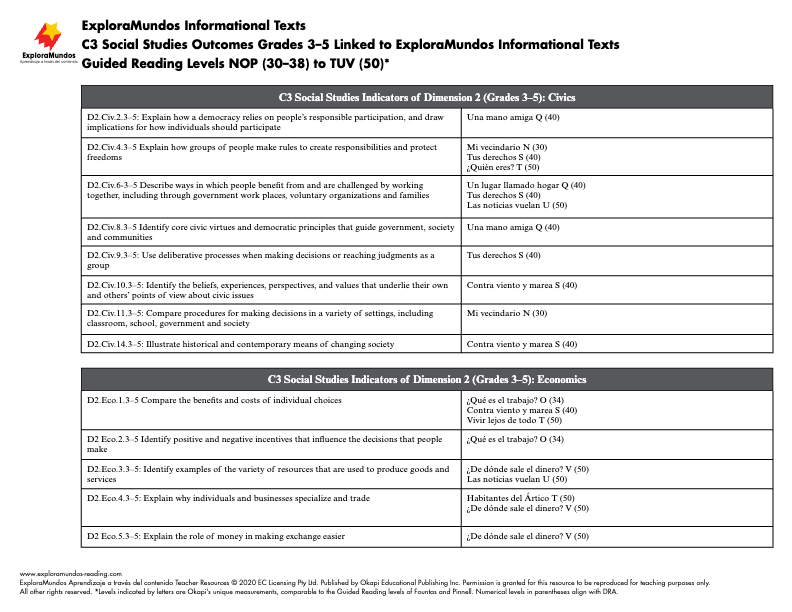 ExploraMundos
Aprendizaje a través del contenido
ExploraMundos Informational Texts
C3 Social Studies Outcomes Grades 3–5 Linked to ExploraMundos Informational Texts
Guided Reading Levels NOP (30–38) to TUV (50)*
C3 Social Studies Indicators of Dimension 2 (Grades 3–5): Civics
D2.Civ.2.3–5: Explain how a democracy relies on people's responsible participation, and draw
implications for how individuals should participate
Una mano amiga Q (40)
D2.Civ.4.3–5 Explain how groups of people make rules to create responsibilities and protect
freedoms
Mi vecindario N (30)
Tus derechos S (40)
¿Quién eres? T (50)
D2.Civ.6-3–5 Describe ways in which people benefit from and are challenged by working
together, including through government work places, voluntary organizations and families
Un lugar llamado hogar Q (40)
Tus derechos S (40)
Las noticias vuelan U (50)
D2.Civ.8.3–5 Identify core civic virtues and democratic principles that guide government, society
and communities
Una mano amiga Q (40)
D2.Civ.9.3–5: Use deliberative processes when making decisions or reaching judgments as a
group
Tus derechos S (40)
D2.Civ.10.3–5: Identify the beliefs, experiences, perspectives, and values that underlie their own
and others' points of view about civic issues
Contra viento y marea S (40)
D2.Civ.11.3–5: Compare procedures for making decisions in a variety of settings, including
classroom, school, government and society
Mi vecindario N (30)
D2.Civ.14.3–5: Illustrate historical and contemporary means of changing society
Contra viento y marea S (40)
C3 Social Studies Indicators of Dimension 2 (Grades 3–5): Economics
D2.Eco.1.3–5 Compare the benefits and costs of individual choices
¿Qué es el trabajo? O (34)
Contra viento y marea S (40)
Vivir lejos de todo T (50)
D2 Eco.2.3–5 Identify positive and negative incentives that influence the decisions that people
make
¿Qué es el trabajo? O (34)
D2.Eco.3.3–5: Identify examples of the variety of resources that are used to produce goods and
services
¿De dónde sale el dinero? V (50)
Las noticias vuelan U (50)
D2.Eco.4.3–5: Explain why individuals and businesses specialize and trade
Habitantes del Ártico T (50)
¿De dónde sale el dinero? V (50)
D2 Eco.5.3–5: Explain the role of money in making exchange easier
¿De dónde sale el dinero? V (50)
www.exploramundos-reading.com
ExploraMundos Aprendizaje a través del contenido Teacher Resources © 2020 EC Licensing Pty Ltd. Published by Okapi Educational Publishing Inc. Permission is granted for this resource to be reproduced for teaching purposes only.
All other rights reserved. *Levels indicated by letters are Okapi's unique measurements, comparable to the Guided Reading levels of Fountas and Pinnell. Numerical levels in parentheses align with DRA.